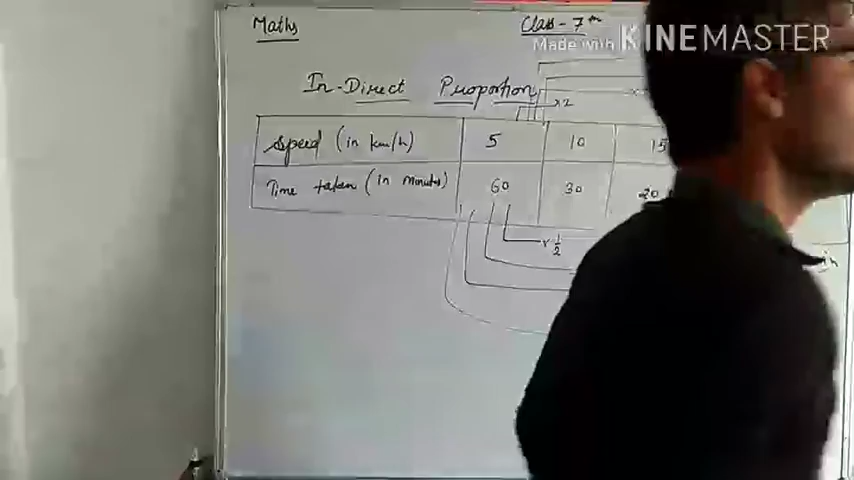 Maths
Class - 7th
Made with KINEMASTER
In-Direct Proportion
x2
Speed (in km/h) 5 10 15
Time taken (in minutes) 60 30 20
x 1/2